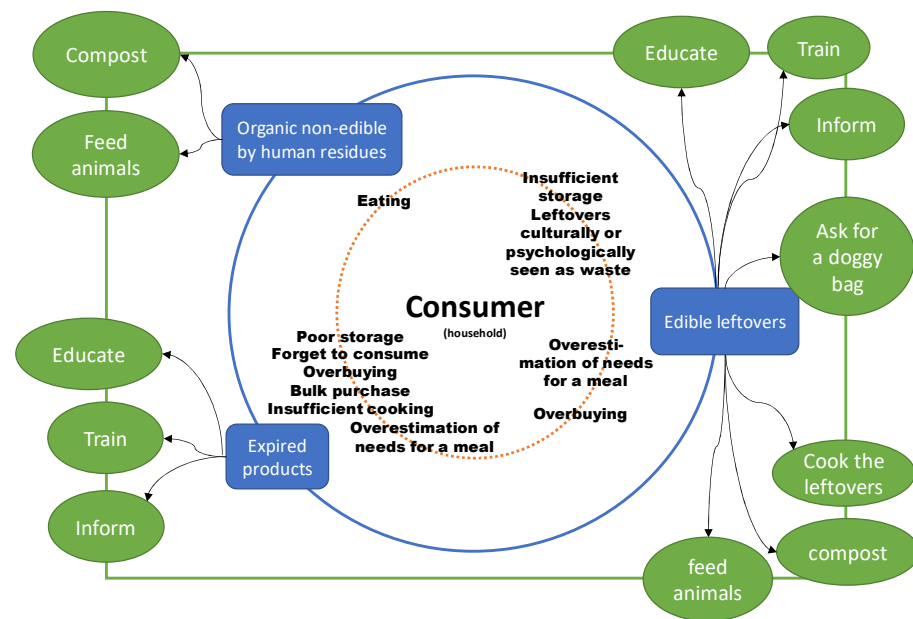 Compost
Feed
animals
Organic non-edible
by human residues
Educate
Train
Inform
Ask for
a doggy
bag
Eating
Insufficient
storage
Leftovers
culturally or
psychologically
seen as waste
Consumer
(household)
Edible leftovers
Poor storage
Forget to consume
Overbuying
Bulk purchase
Insufficient cooking
Overestimation of
needs for a meal
Overesti-
mation of needs
for a meal
Overbuying
Educate
Train
Inform
Expired
products
Cook the
leftovers
compost
feed
animals